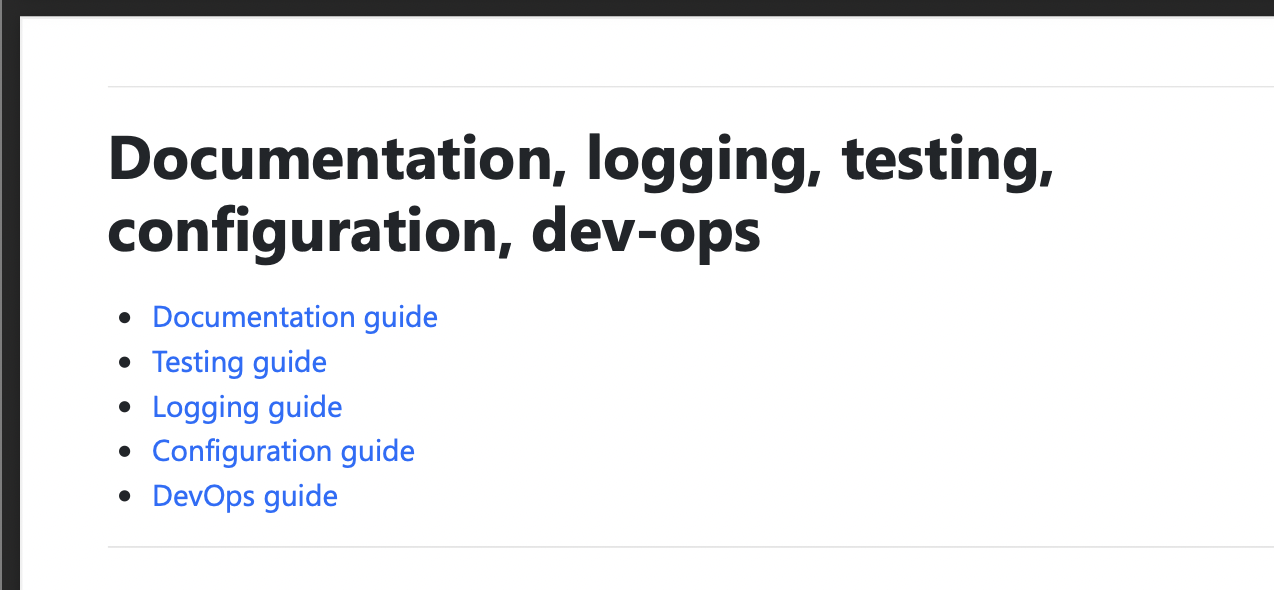 Documentation, logging, testing,
configuration, dev-ops
Documentation guide
Testing guide
Logging guide
Configuration guide
DevOps guide